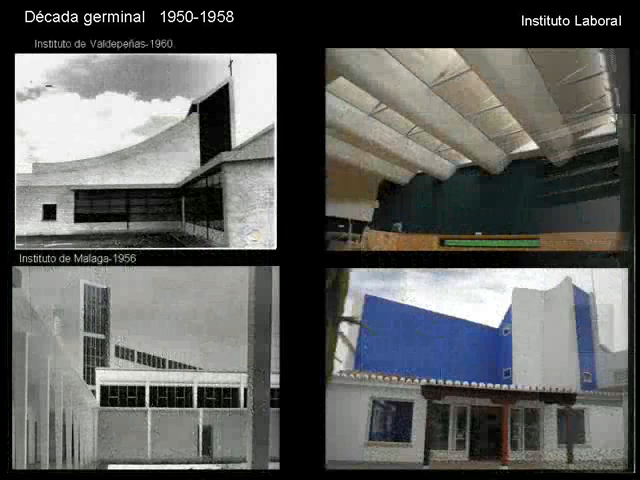 Década germinal 1950-1958
Instituto Laboral
Instituto de Valdepeñas-1960
Instituto de Malaga-1956